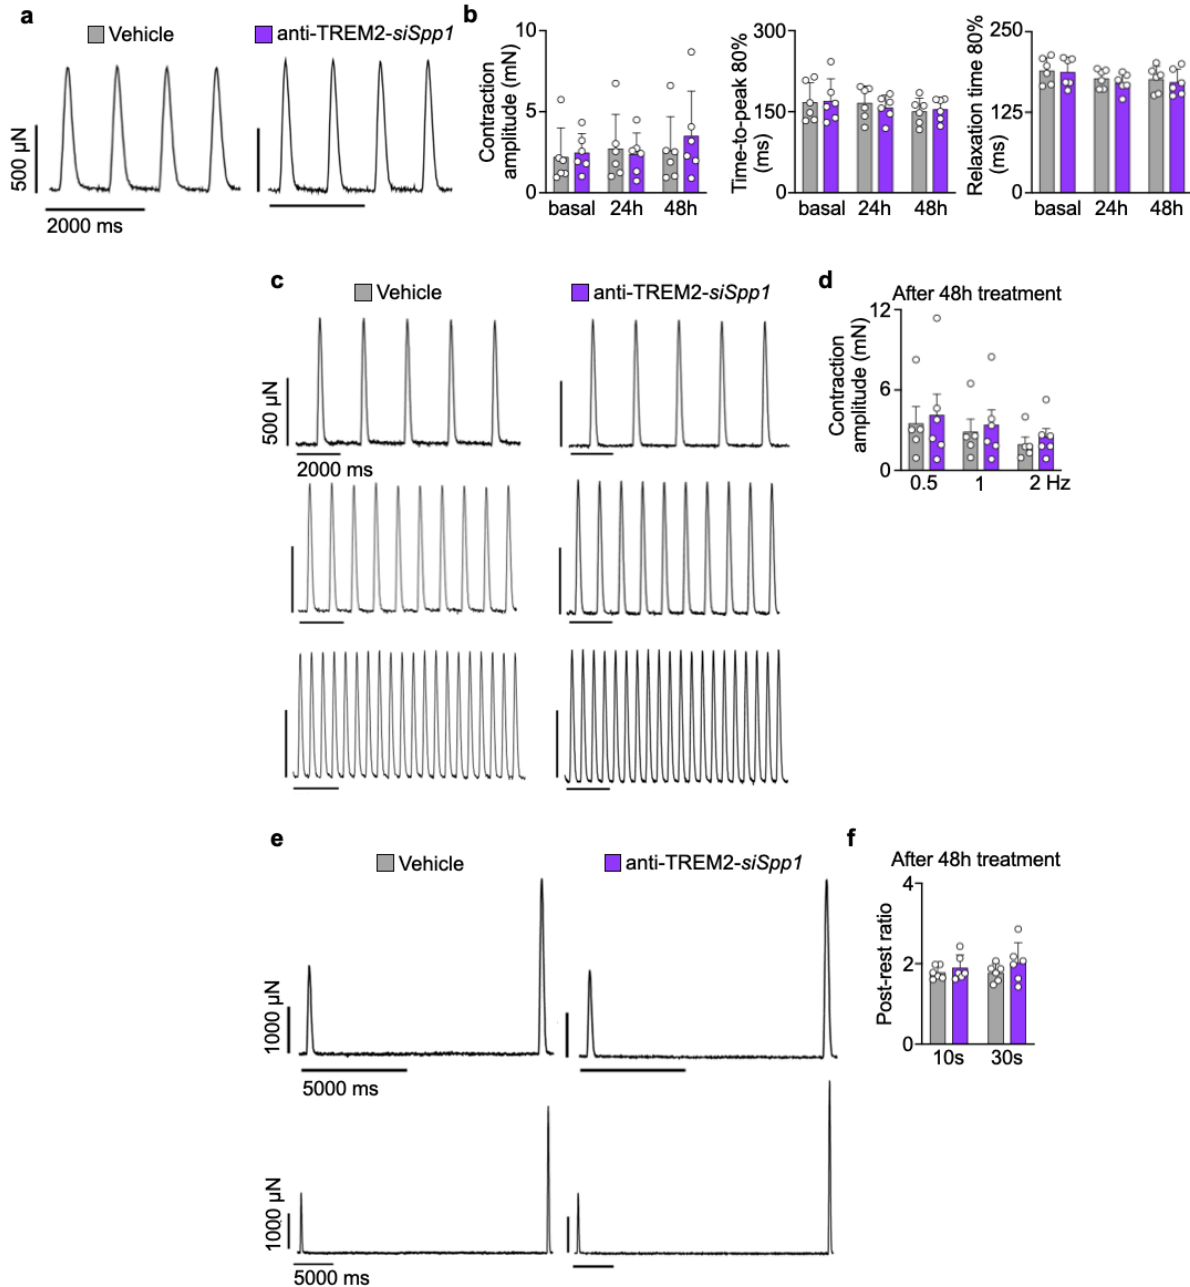 a
Vehicle
anti-TREM2-siSpp1
500 µN
2000 ms
b
Contraction
amplitude (mN)
10
5
0
basal 24h 48h
Time-to-peak 80%
(ms)
300
150
0
basal 24h 48h
Relaxation time 80%
(ms)
250
125
0
basal 24h 48h
c
Vehicle
anti-TREM2-siSpp1
500 µN
2000 ms
d
After 48h treatment
Contraction
amplitude (mN)
12
6
0
0.5 1 2 Hz
e
Vehicle
anti-TREM2-siSpp1
1000 µN
5000 ms
1000 µN
5000 ms
f
After 48h treatment
Post-rest ratio
4
2
0
10s 30s